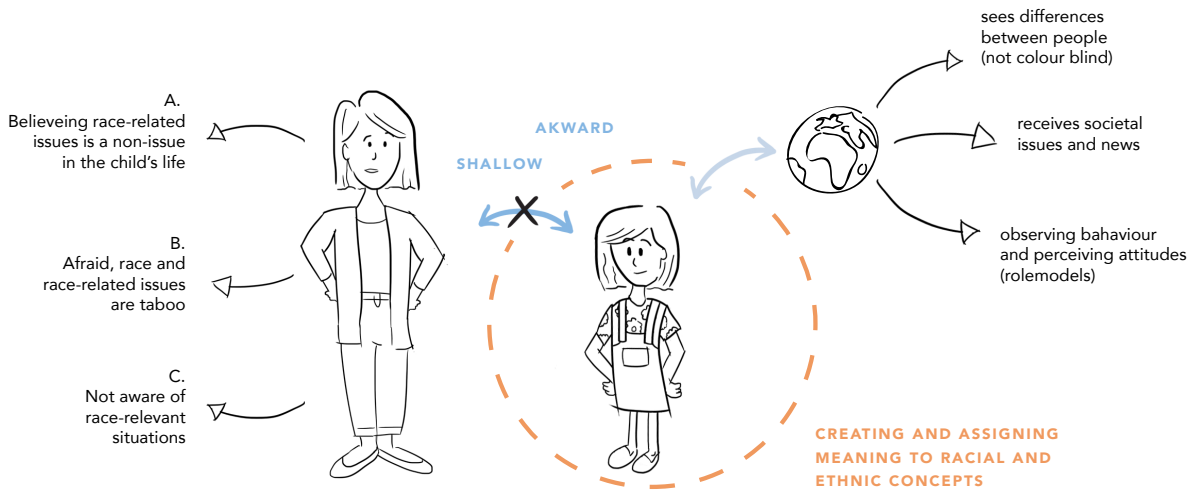 A.
Believeing race-related
issues is a non-issue
in the child's life
B.
Afraid, race and
race-related issues
are taboo
C.
Not aware of
race-relevant
situations
AKWARD
SHALLOW
sees differences
between people
(not colour blind)
receives societal
issues and news
observing bahaviour
and perceiving attitudes
(rolemodels)
CREATING AND ASSIGNING
MEANING TO RACIAL AND
ETHNIC CONCEPTS